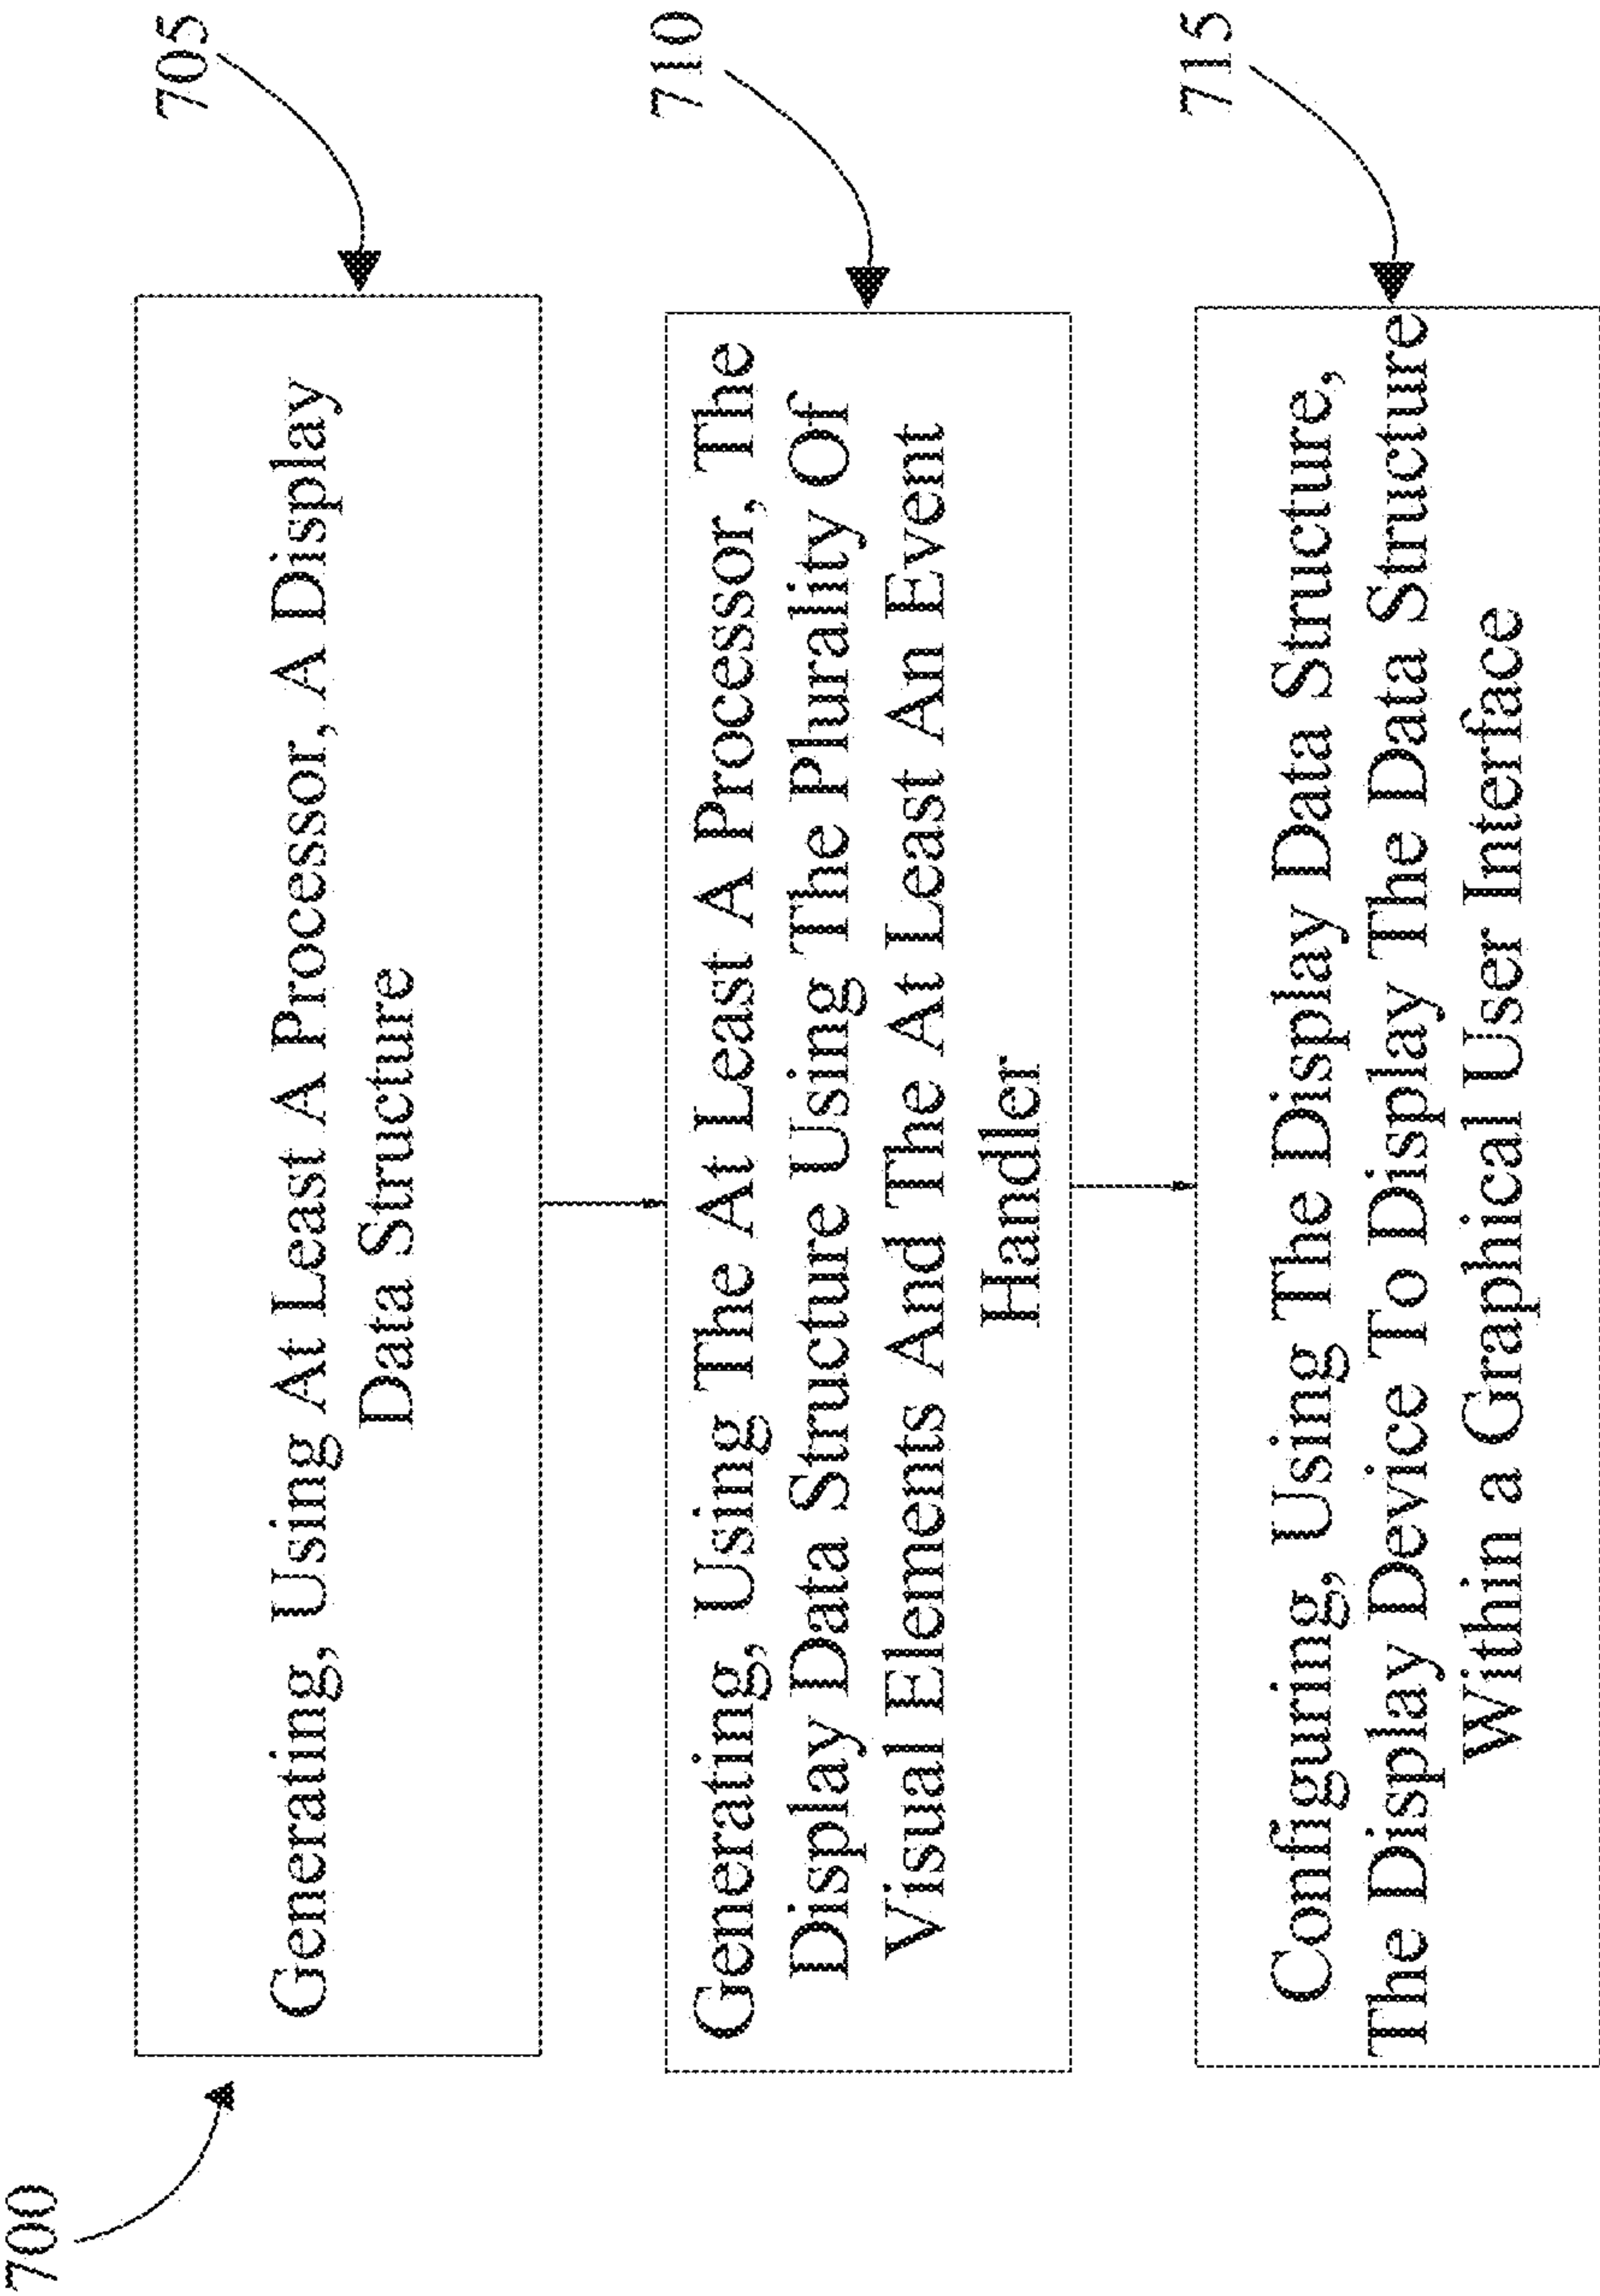 700
705
Generating, Using At Least A Processor, A Display
Data Structure
710
Generating, Using The At Least A Processor, The
Display Data Structure Using The Plurality Of
Visual Elements And The At Least An Event
Handler
715
Configuring, Using The Display Data Structure,
The Display Device To Display The Data Structure
Within a Graphical User Interface